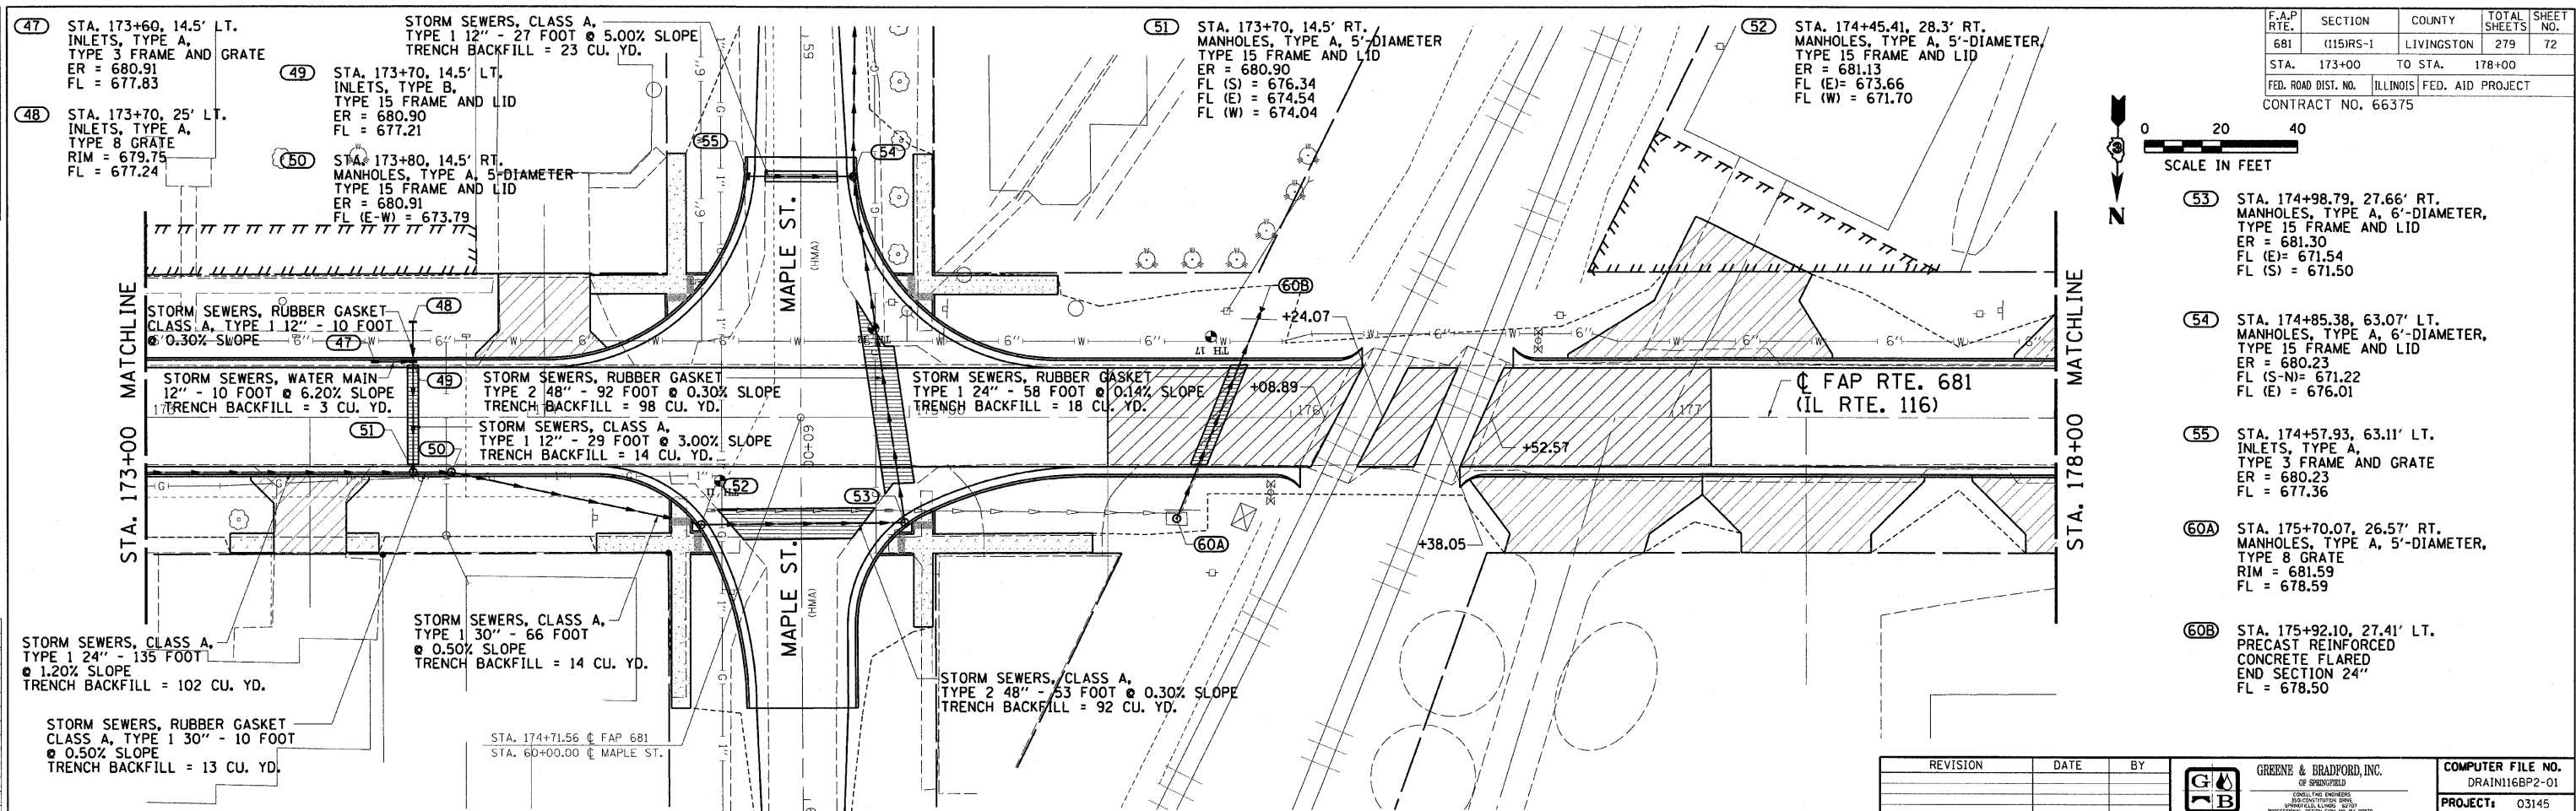 47 STA. 173+60, 14.5' LT.
INLETS, TYPE A,
TYPE 3 FRAME AND GRATE
ER = 680.91
FL = 677.83
48 STA. 173+70, 25' LT.
INLETS, TYPE A,
TYPE 8 GRATE
RIM = 679.75
FL = 677.24
STORM SEWERS, CLASS A,
TYPE 1 12" - 27 FOOT @ 5.00% SLOPE
TRENCH BACKFILL = 23 CU. YD.
49 STA. 173+70, 14.5' LT.
INLETS, TYPE B,
TYPE 15 FRAME AND LID
ER = 680.90
FL = 677.21
50 STA. 173+80, 14.5' RT.
MANHOLES, TYPE A, 5-DIAMETER
TYPE 15 FRAME AND LID
ER = 680.91
FL (E-W) = 673.79
51 STA. 173+70, 14.5' RT.
MANHOLES, TYPE A, 5'-DIAMETER
TYPE 15 FRAME AND LID
ER = 680.90
FL (S) = 676.34
FL (E) = 674.54
FL (W) = 674.04
52 STA. 174+45.41, 28.3' RT.
MANHOLES, TYPE A, 5'-DIAMETER,
TYPE 15 FRAME AND LID
ER = 681.13
FL (E)= 673.66
FL (W) = 671.70
F.A.P RTE. SECTION COUNTY TOTAL SHEETS SHEET NO.
681 (115)RS-1 LIVINGSTON 279 72
STA. 173+00 TO STA. 178+00
FED. ROAD DIST. NO. ILLINOIS FED. AID PROJECT
CONTRACT NO. 66375
0 20 40
SCALE IN FEET
N
53 STA. 174+98.79, 27.66' RT.
MANHOLES, TYPE A, 6'-DIAMETER,
TYPE 15 FRAME AND LID
ER = 681.30
FL (E)= 671.54
FL (S) = 671.50
54 STA. 174+85.38, 63.07' LT.
MANHOLES, TYPE A, 6'-DIAMETER,
TYPE 15 FRAME AND LID
ER = 680.23
FL (S-N)= 671.22
FL (E) = 676.01
55 STA. 174+57.93, 63.11' LT.
INLETS, TYPE A,
TYPE 3 FRAME AND GRATE
ER = 680.23
FL = 677.36
60A STA. 175+70.07, 26.57' RT.
MANHOLES, TYPE A, 5'-DIAMETER,
TYPE 8 GRATE
RIM = 681.59
FL = 678.59
60B STA. 175+92.10, 27.41' LT.
PRECAST REINFORCED
CONCRETE FLARED
END SECTION 24"
FL = 678.50
STA. 173+00 MATCHLINE
STA. 178+00 MATCHLINE
55
54
59
MAPLE ST.
(HMA)
60B
+24.07
TH 17
STORM SEWERS, RUBBER GASKET
CLASS A, TYPE 1 12" - 10 FOOT
@ 0.30% SLOPE
48
47
49
STORM SEWERS, WATER MAIN
12" - 10 FOOT @ 6.20% SLOPE
TRENCH BACKFILL = 3 CU. YD.
STORM SEWERS, RUBBER GASKET
TYPE 2 48" - 92 FOOT @ 0.30% SLOPE
TRENCH BACKFILL = 98 CU. YD.
STORM SEWERS, RUBBER GASKET
TYPE 1 24" - 58 FOOT @ 0.14% SLOPE
TRENCH BACKFILL = 18 CU. YD.
+08.89
176
177
℄ FAP RTE. 681
(IL RTE. 116)
51
50
STORM SEWERS, CLASS A,
TYPE 1 12" - 29 FOOT @ 3.00% SLOPE
TRENCH BACKFILL = 14 CU. YD.
60+00
+52.57
52
53
60A
+38.05
MAPLE ST.
(HMA)
STORM SEWERS, CLASS A,
TYPE 1 24" - 135 FOOT
@ 1.20% SLOPE
TRENCH BACKFILL = 102 CU. YD.
STORM SEWERS, CLASS A,
TYPE 1 30" - 66 FOOT
@ 0.50% SLOPE
TRENCH BACKFILL = 14 CU. YD.
STORM SEWERS, CLASS A,
TYPE 2 48" - 53 FOOT @ 0.30% SLOPE
TRENCH BACKFILL = 92 CU. YD.
STORM SEWERS, RUBBER GASKET
CLASS A, TYPE 1 30" - 10 FOOT
@ 0.50% SLOPE
TRENCH BACKFILL = 13 CU. YD.
STA. 174+71.56 ℄ FAP 681
STA. 60+00.00 ℄ MAPLE ST.
REVISION DATE BY
G B
GREENE & BRADFORD, INC.
OF SPRINGFIELD
CONSULTING ENGINEERS
COMPUTER FILE NO.
DRAIN116BP2-01
PROJECT: 03145